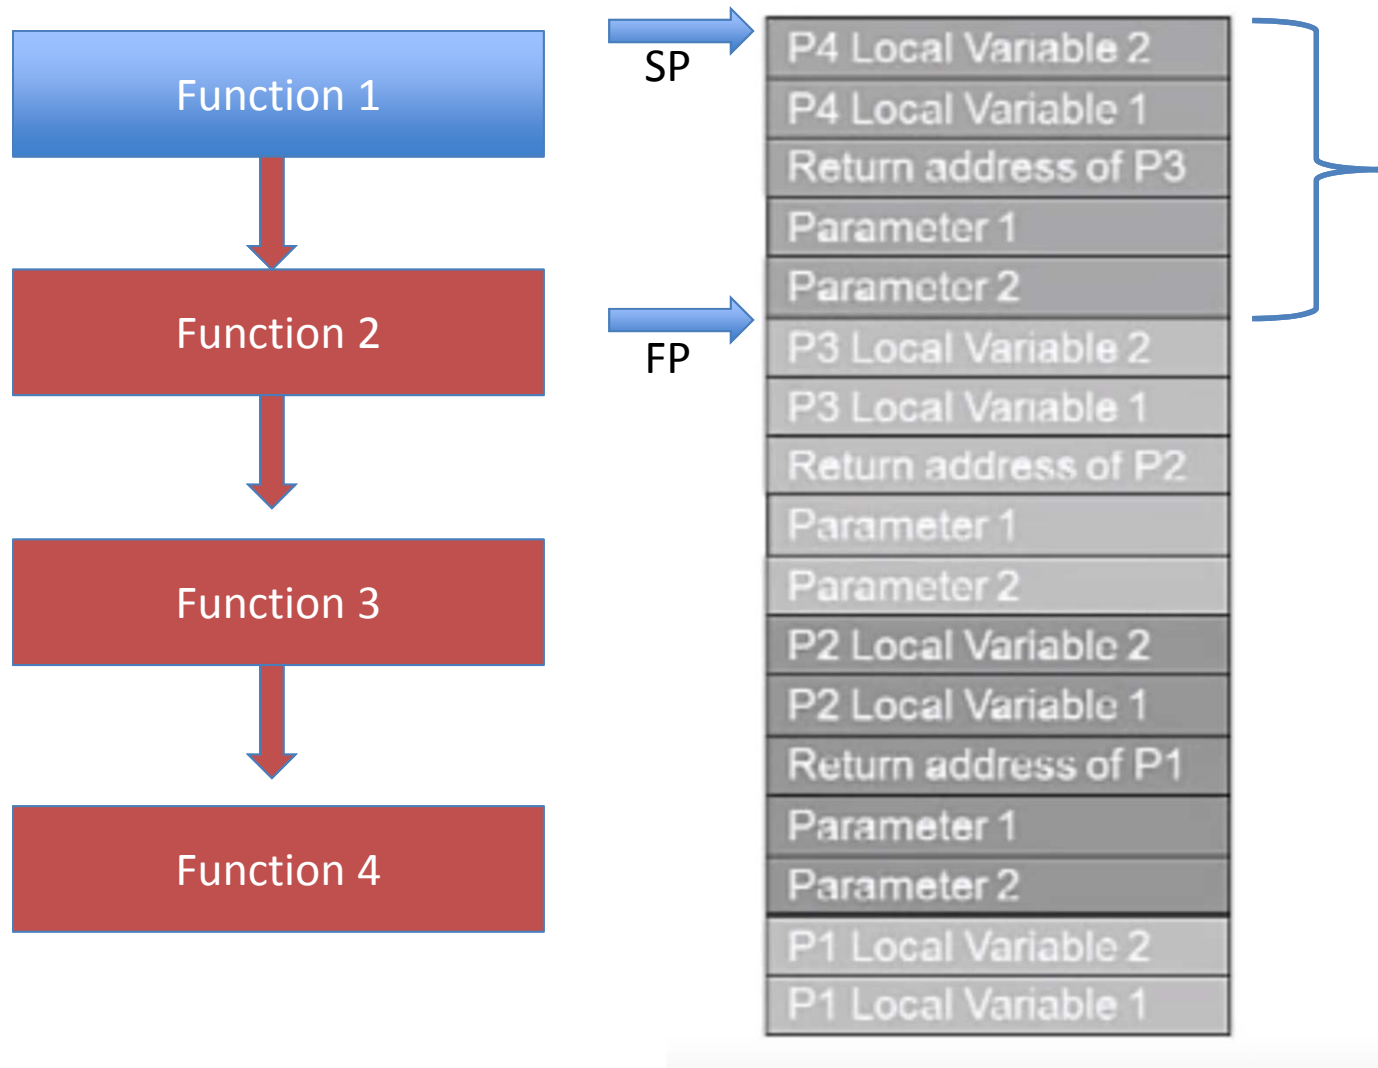 Function 1
Function 2
Function 3
Function 4
SP
FP
P4 Local Variable 2
P4 Local Variable 1
Return address of P3
Parameter 1
Parameter 2
P3 Local Variable 2
P3 Local Variable 1
Return address of P2
Parameter 1
Parameter 2
P2 Local Variable 2
P2 Local Variable 1
Return address of P1
Parameter 1
Parameter 2
P1 Local Variable 2
P1 Local Variable 1